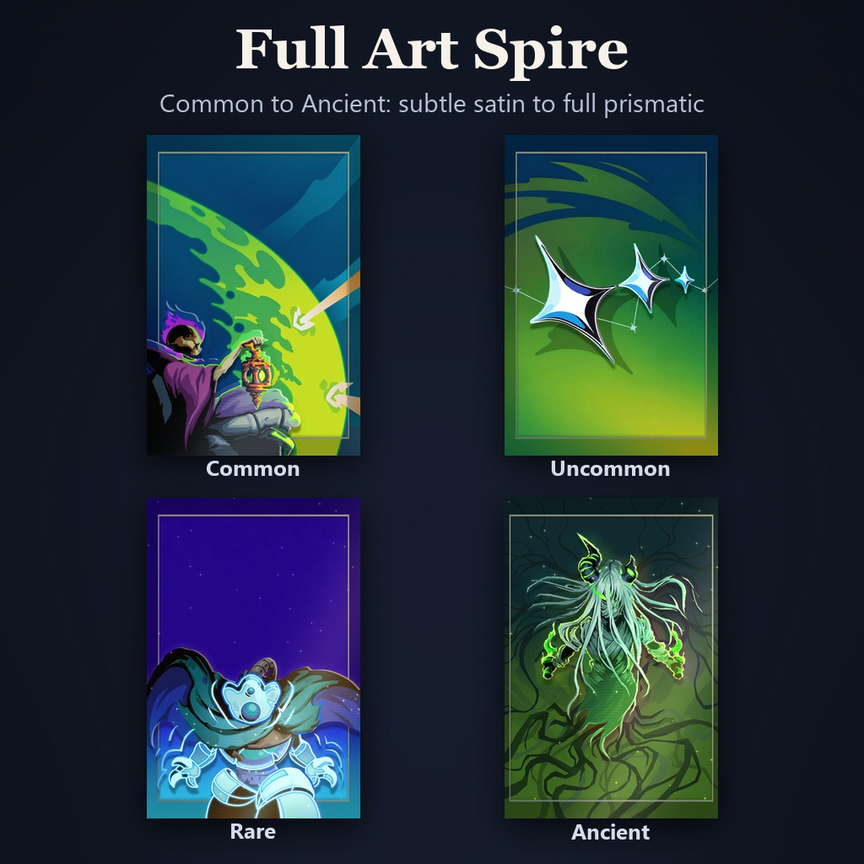 Full Art Spire
Common to Ancient: subtle satin to full prismatic
Common
Uncommon
Rare
Ancient